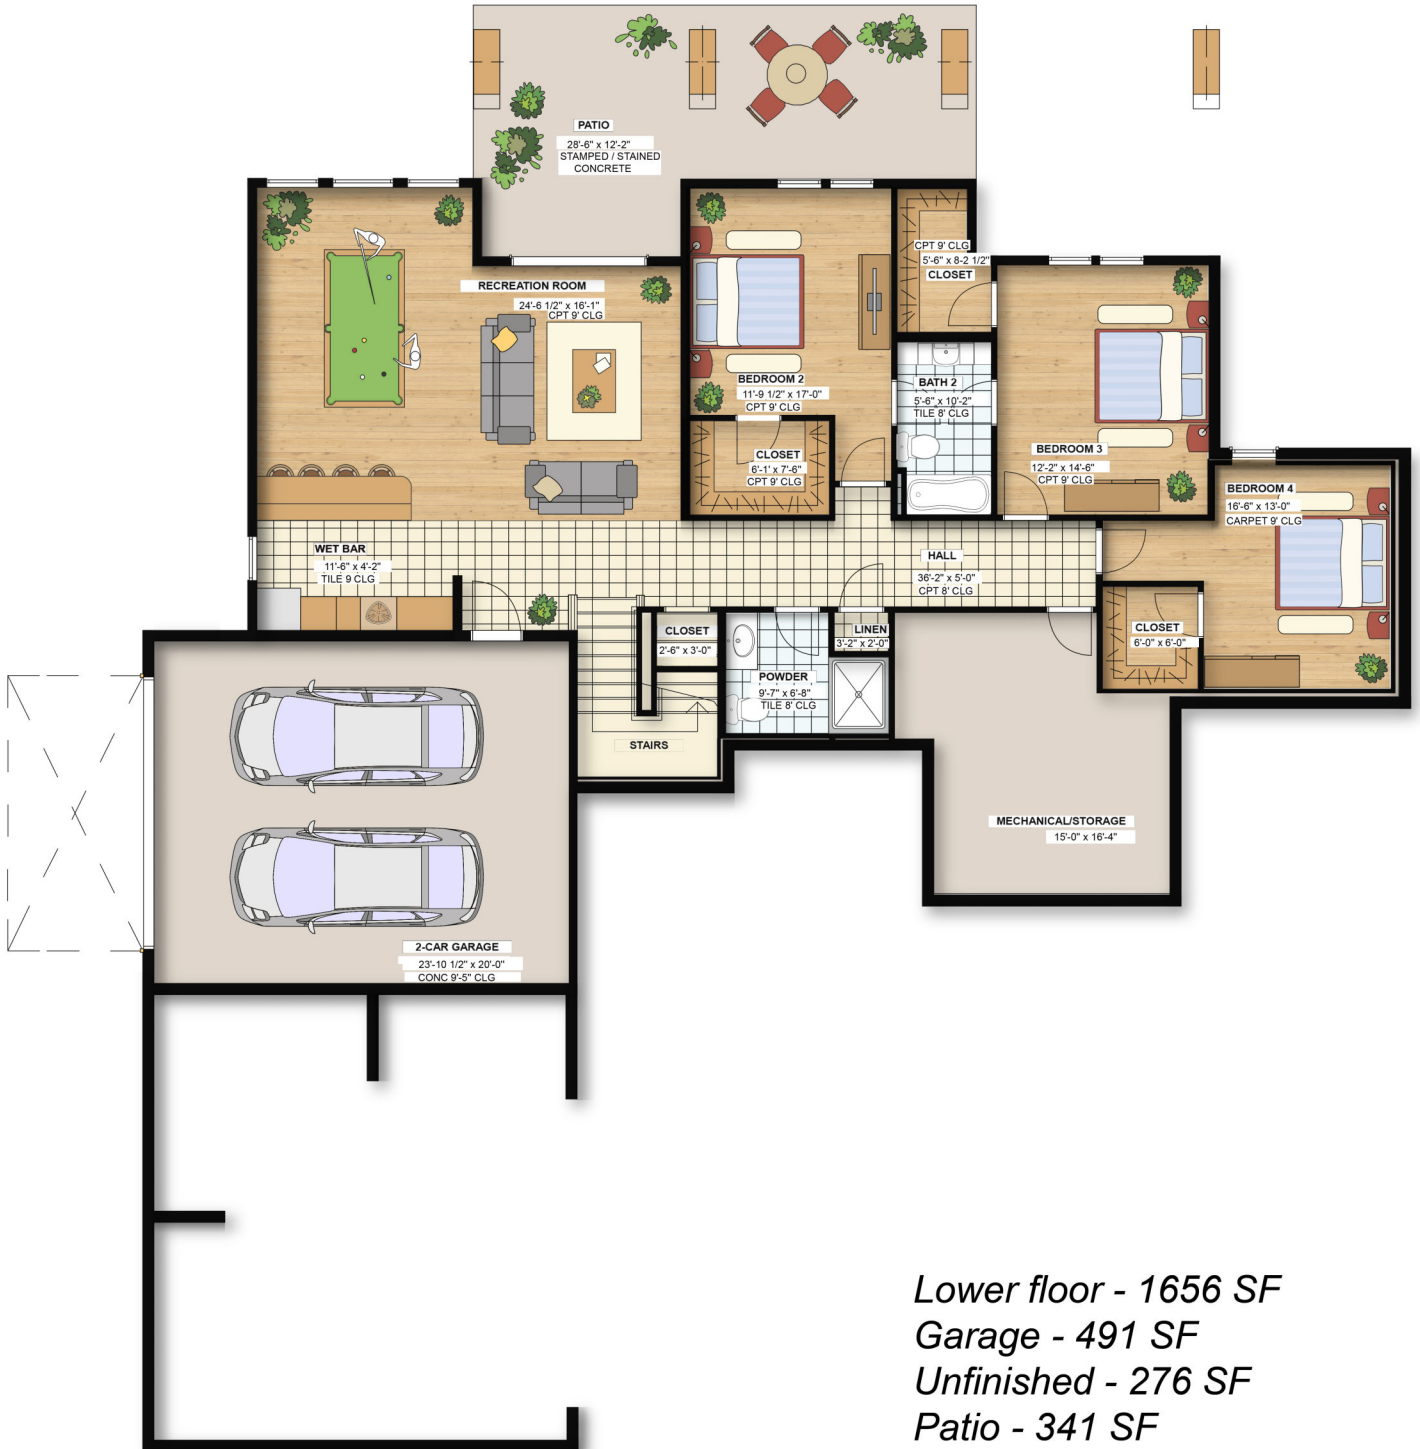 PATIO
28'-6" x 12'-2"
STAMPED / STAINED
CONCRETE
RECREATION ROOM
24'-6 1/2" x 16'-1"
CPT 9' CLG
CPT 9' CLG
5'-6" x 8-2 1/2"
CLOSET
BEDROOM 2
11'-9 1/2" x 17'-0"
CPT 9' CLG
BATH 2
5'-6" x 10'-2"
TILE 8' CLG
CLOSET
6'-1' x 7'-6"
CPT 9' CLG
BEDROOM 3
12'-2" x 14'-6"
CPT 9' CLG
BEDROOM 4
16'-6" x 13'-0"
CARPET 9' CLG
WET BAR
11'-6" x 4'-2"
TILE 9 CLG
HALL
36'-2" x 5'-0"
CPT 8' CLG
CLOSET
2'-6" x 3'-0"
LINEN
3'-2" x 2'-0"
CLOSET
6'-0" x 6'-0"
POWDER
9'-7" x 6'-8"
TILE 8' CLG
STAIRS
MECHANICAL/STORAGE
15'-0" x 16'-4"
2-CAR GARAGE
23'-10 1/2" x 20'-0"
CONC 9'-5" CLG
Lower floor - 1656 SF
Garage - 491 SF
Unfinished - 276 SF
Patio - 341 SF